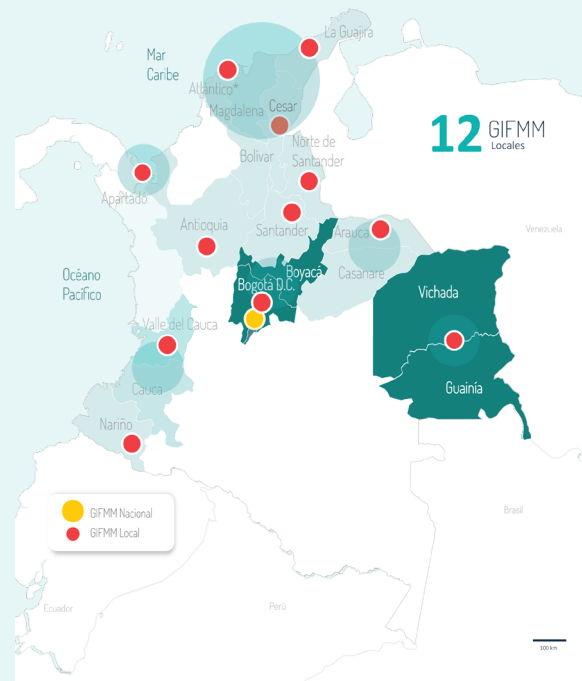 La Guajira
Mar
Caribe
Atlántico*
Magdalena
Cesar
12 GIFMM
Locales
Norte de
Santander
Bolívar
Apartadó
Antioquia
Santander
Arauca
Venezuela
Océano
Pacífico
Boyacá
Casanare
Bogotá D.C.
Vichada
Valle del Cauca
Cauca
Guainía
Nariño
GIFMM Nacional
GIFMM Local
Brasil
Ecuador
Perú
100 km